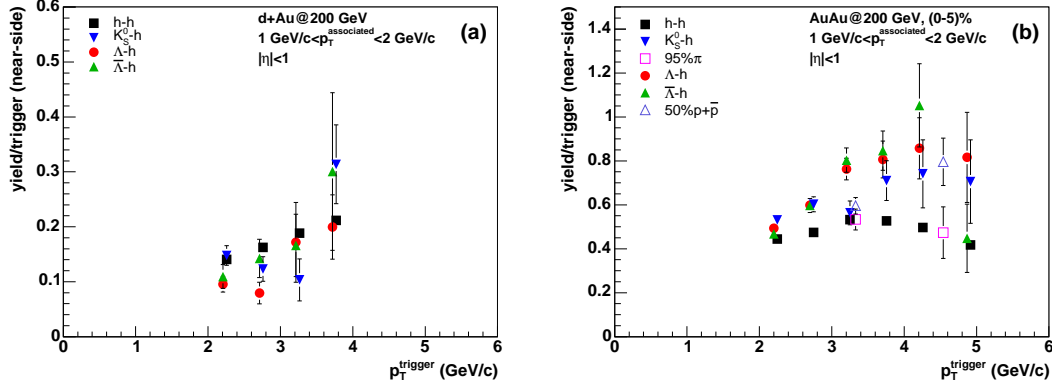 d+Au@200 GeV
1 GeV/c<p_T^associated<2 GeV/c
|η|<1
(a)
h-h
K⁰_S-h
Λ-h
Λ̅-h
yield/trigger (near-side)
0.6
0.5
0.4
0.3
0.2
0.1
0
0 1 2 3 4 5 6
p_T^trigger (GeV/c)
AuAu@200 GeV, (0-5)%
1 GeV/c<p_T^associated<2 GeV/c
|η|<1
(b)
h-h
K⁰_S-h
95%π
Λ-h
Λ̅-h
50%p+p̅
yield/trigger (near-side)
1.4
1.2
1
0.8
0.6
0.4
0.2
0
0 1 2 3 4 5 6
p_T^trigger (GeV/c)